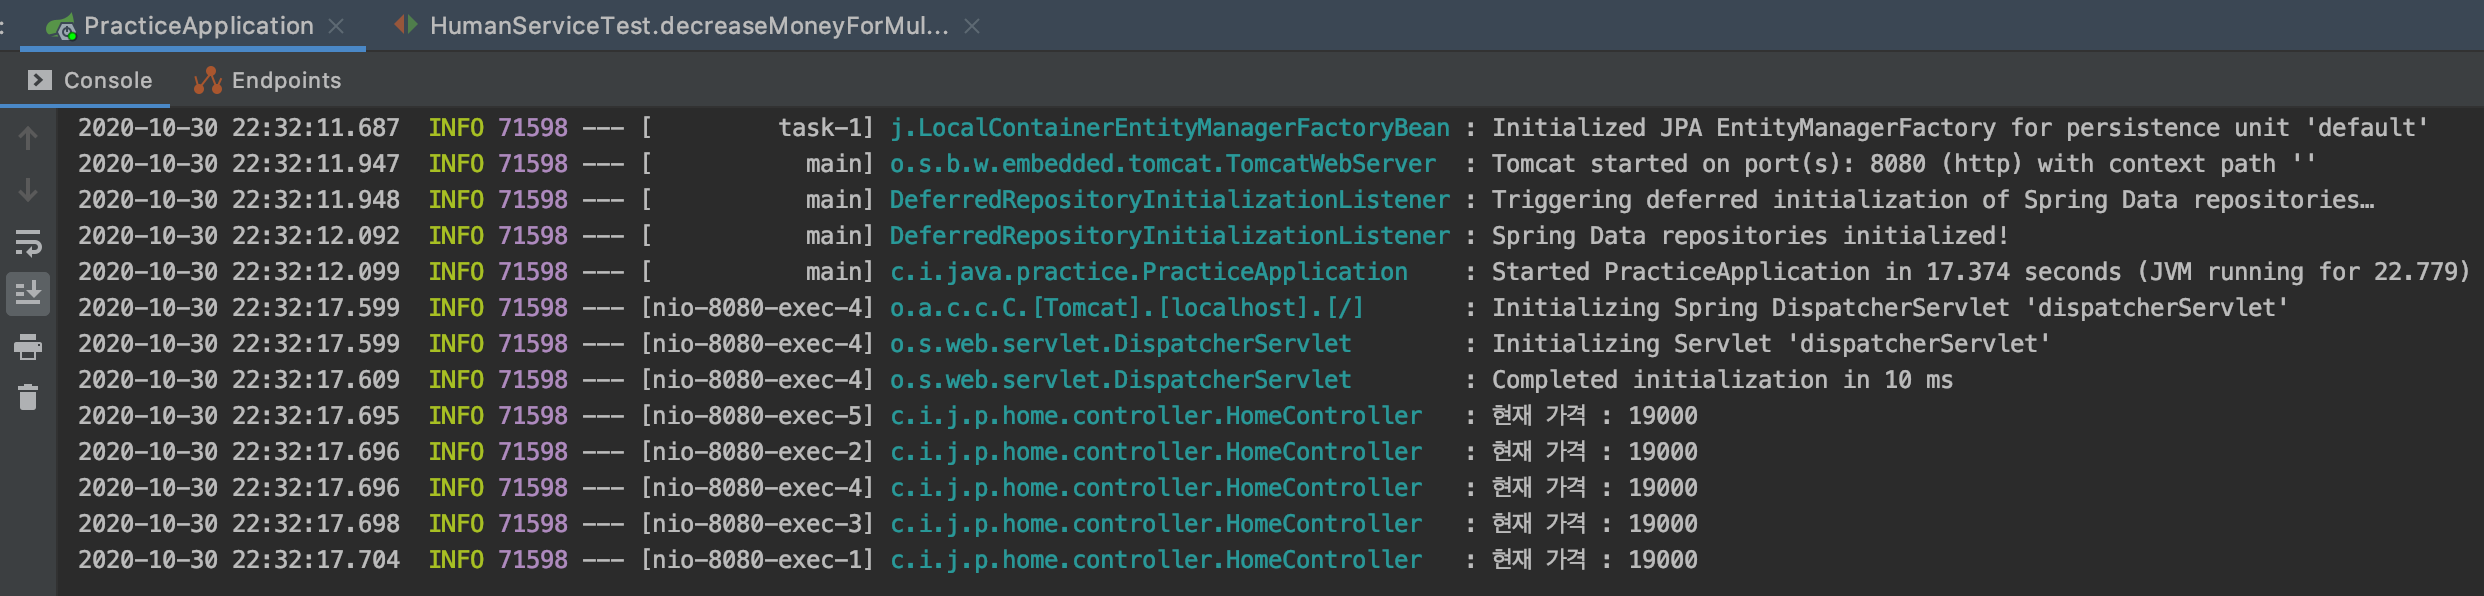 : PracticeApplication × HumanServiceTest.decreaseMoneyForMul... ×
Console Endpoints
2020-10-30 22:32:11.687  INFO 71598 --- [         task-1] j.LocalContainerEntityManagerFactoryBean : Initialized JPA EntityManagerFactory for persistence unit 'default'
2020-10-30 22:32:11.947  INFO 71598 --- [           main] o.s.b.w.embedded.tomcat.TomcatWebServer  : Tomcat started on port(s): 8080 (http) with context path ''
2020-10-30 22:32:11.948  INFO 71598 --- [           main] DeferredRepositoryInitializationListener : Triggering deferred initialization of Spring Data repositories…
2020-10-30 22:32:12.092  INFO 71598 --- [           main] DeferredRepositoryInitializationListener : Spring Data repositories initialized!
2020-10-30 22:32:12.099  INFO 71598 --- [           main] c.i.java.practice.PracticeApplication    : Started PracticeApplication in 17.374 seconds (JVM running for 22.779)
2020-10-30 22:32:17.599  INFO 71598 --- [nio-8080-exec-4] o.a.c.c.C.[Tomcat].[localhost].[/]       : Initializing Spring DispatcherServlet 'dispatcherServlet'
2020-10-30 22:32:17.599  INFO 71598 --- [nio-8080-exec-4] o.s.web.servlet.DispatcherServlet        : Initializing Servlet 'dispatcherServlet'
2020-10-30 22:32:17.609  INFO 71598 --- [nio-8080-exec-4] o.s.web.servlet.DispatcherServlet        : Completed initialization in 10 ms
2020-10-30 22:32:17.695  INFO 71598 --- [nio-8080-exec-5] c.i.j.p.home.controller.HomeController   : 현재 가격 : 19000
2020-10-30 22:32:17.696  INFO 71598 --- [nio-8080-exec-2] c.i.j.p.home.controller.HomeController   : 현재 가격 : 19000
2020-10-30 22:32:17.696  INFO 71598 --- [nio-8080-exec-4] c.i.j.p.home.controller.HomeController   : 현재 가격 : 19000
2020-10-30 22:32:17.698  INFO 71598 --- [nio-8080-exec-3] c.i.j.p.home.controller.HomeController   : 현재 가격 : 19000
2020-10-30 22:32:17.704  INFO 71598 --- [nio-8080-exec-1] c.i.j.p.home.controller.HomeController   : 현재 가격 : 19000